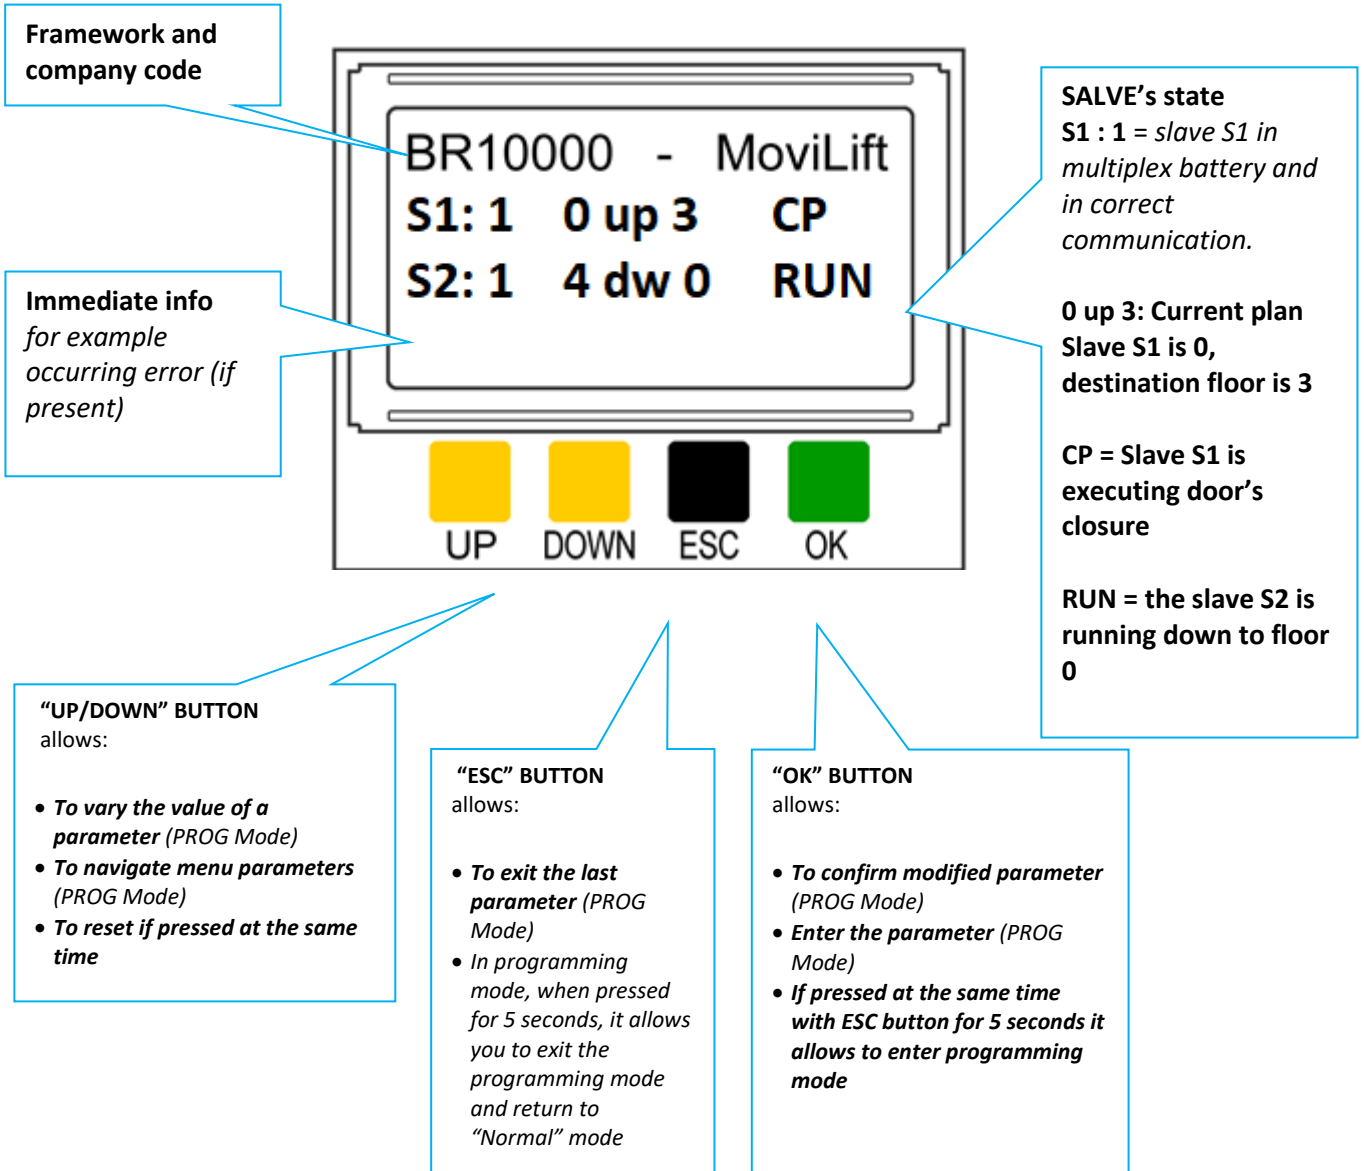 Framework and
company code
BR10000 - MoviLift
S1: 1 0 up 3 CP
S2: 1 4 dw 0 RUN
UP DOWN ESC OK
Immediate info
for example
occurring error (if
present)
SALVE’s state
S1 : 1 = slave S1 in
multiplex battery and
in correct
communication.
0 up 3: Current plan
Slave S1 is 0,
destination floor is 3
CP = Slave S1 is
executing door’s
closure
RUN = the slave S2 is
running down to floor
0
“UP/DOWN” BUTTON
allows:
• To vary the value of a
parameter (PROG Mode)
• To navigate menu parameters
(PROG Mode)
• To reset if pressed at the same
time
“ESC” BUTTON
allows:
• To exit the last
parameter (PROG
Mode)
• In programming
mode, when pressed
for 5 seconds, it allows
you to exit the
programming mode
and return to
“Normal” mode
“OK” BUTTON
allows:
• To confirm modified parameter
(PROG Mode)
• Enter the parameter (PROG
Mode)
• If pressed at the same time
with ESC button for 5 seconds it
allows to enter programming
mode